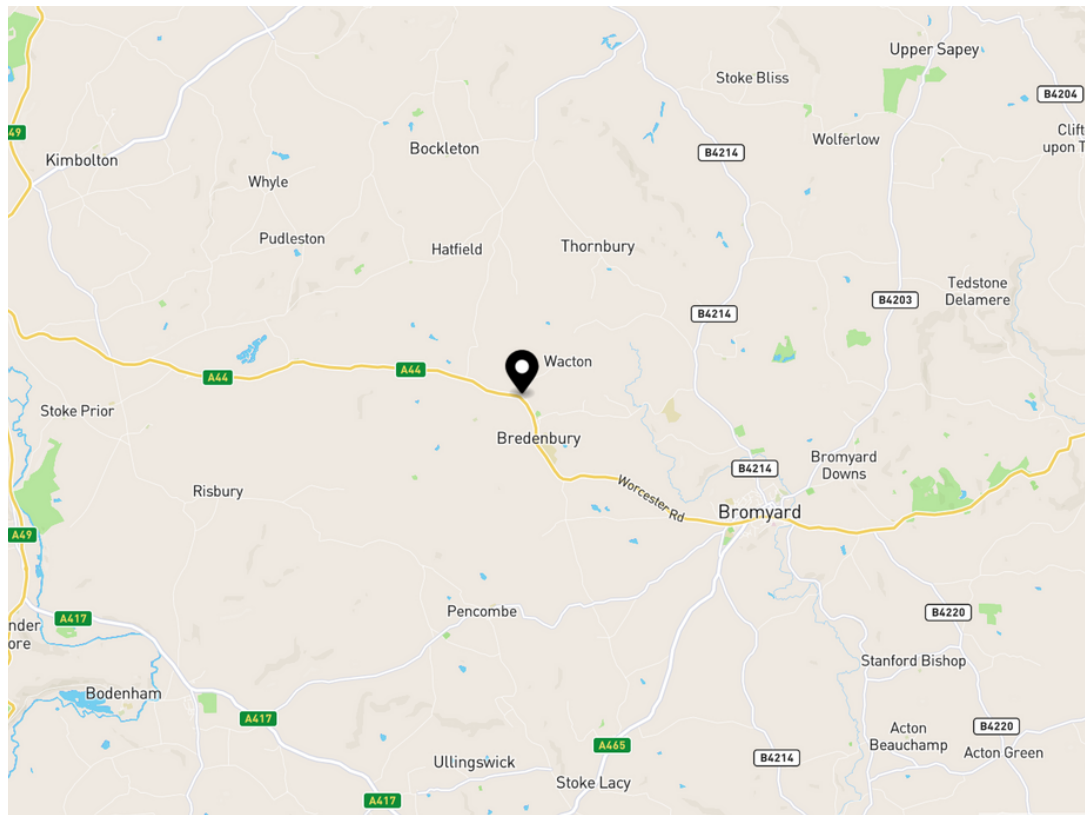 Upper Sapey
Stoke Bliss
B4204
49
Wolferlow
Clift
upon T
Bockleton
B4214
Kimbolton
Whyle
Pudleston
Hatfield
Thornbury
Tedstone
Delamere
B4203
B4214
Wacton
A44
A44
Stoke Prior
Bredenbury
Bromyard
Downs
B4214
Risbury
Worcester Rd
Bromyard
A49
Pencombe
B4220
A417
nder
ore
Stanford Bishop
Bodenham
A417
Acton
Beauchamp
B4220
Acton Green
A465
B4214
Ullingswick
Stoke Lacy
A417